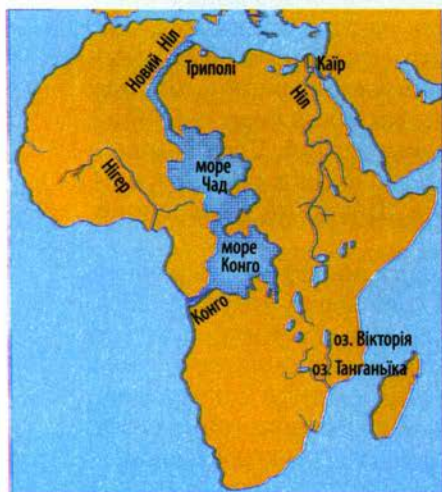 Новий Ніл
Триполі
Каїр
Ніл
море
Чад
Нігер
море
Конго
Конго
оз. Вікторія
оз. Танганьїка